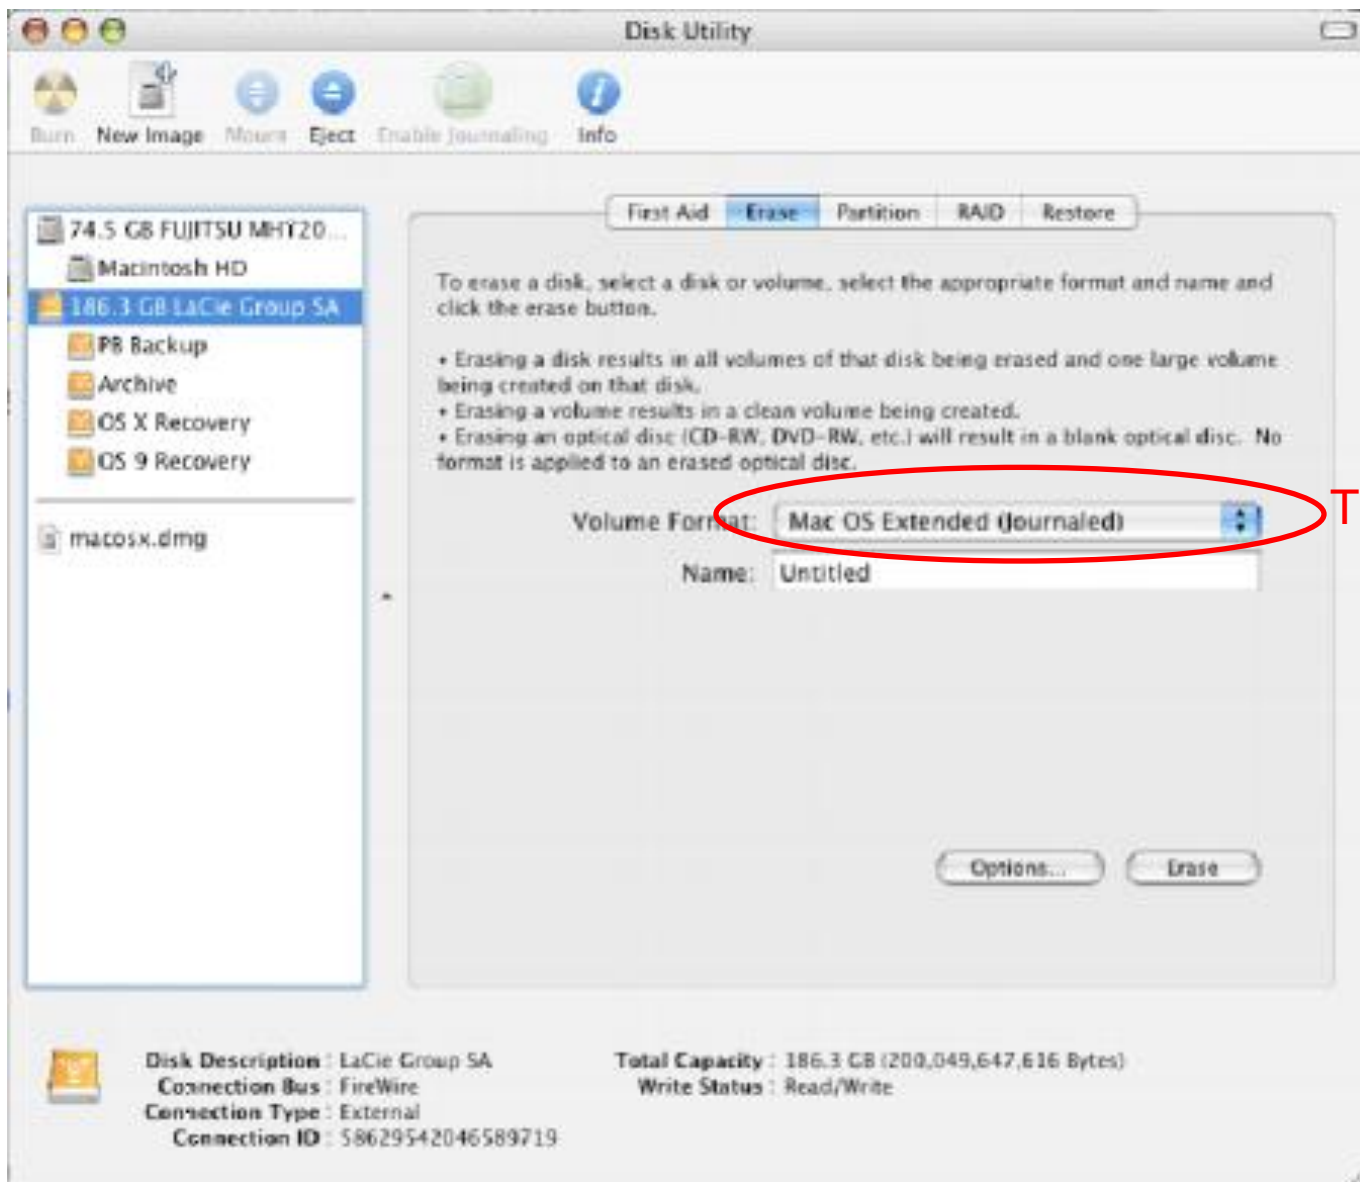 Disk Utility
Burn New Image Mount Eject Enable Journaling Info
First Aid Erase Partition RAID Restore
74.5 GB FUJITSU MHT20...
Macintosh HD
186.3 GB LaCie Group SA
PB Backup
Archive
OS X Recovery
OS 9 Recovery
macosx.dmg
To erase a disk, select a disk or volume, select the appropriate format and name and
click the erase button.
• Erasing a disk results in all volumes of that disk being erased and one large volume
being created on that disk.
• Erasing a volume results in a clean volume being created.
• Erasing an optical disc (CD-RW, DVD-RW, etc.) will result in a blank optical disc. No
format is applied to an erased optical disc.
Volume Format: Mac OS Extended (Journaled)
T
Name: Untitled
Options... Erase
Disk Description : LaCie Group SA
Connection Bus : FireWire
Connection Type : External
Connection ID : 58629542046589719
Total Capacity : 186.3 GB (200,049,647,616 Bytes)
Write Status : Read/Write